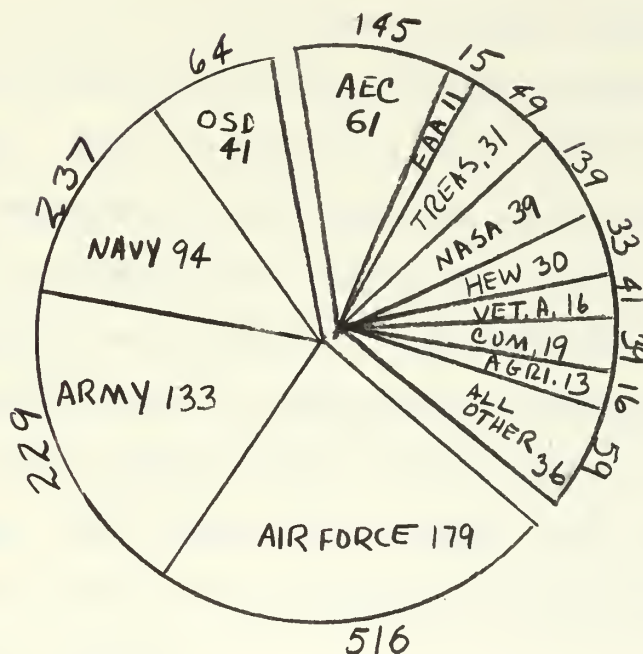 145
64
15
49
139
33
41
34
16
59
516
229
237
OSD
41
AEC
61
FAA 11
TREAS, 31
NASA 39
HEW 30
VET. A. 16
COM, 19
AGRI. 13
ALL
OTHER
36
NAVY 94
ARMY 133
AIR FORCE 179